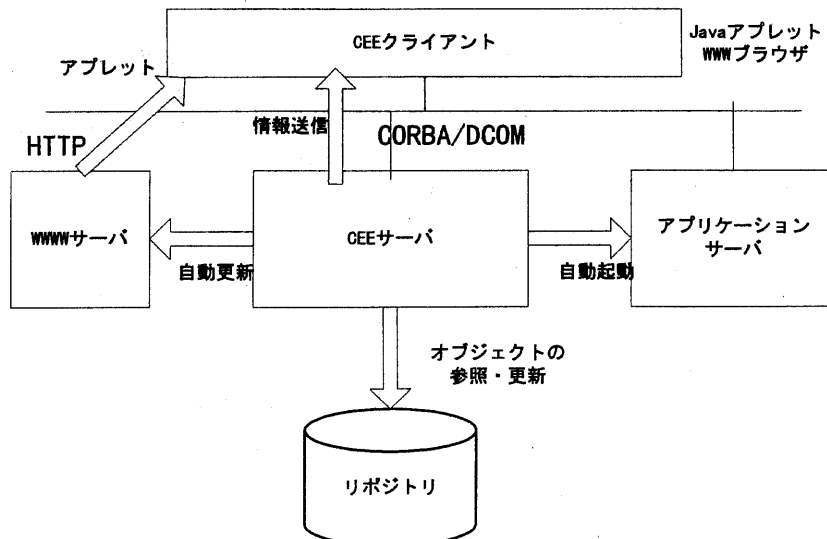 CEEクライアント
Javaアプレット
WWWブラウザ
アプレット
情報送信
CORBA/DCOM
HTTP
WWWWサーバ
CEEサーバ
アプリケーション
サーバ
自動更新
自動起動
オブジェクトの
参照・更新
リポジトリ